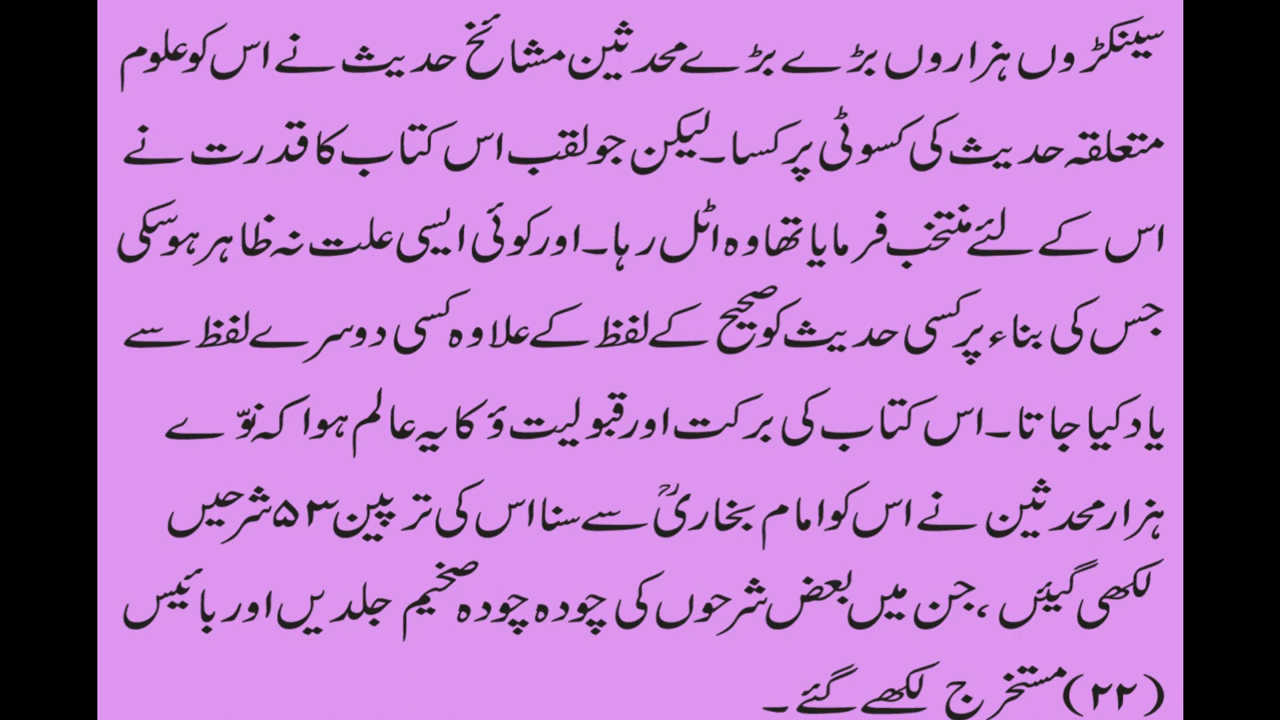 سینکڑوں ہزاروں بڑے بڑے محدثین مشائخ حدیث نے اس کو علوم
متعلقہ حدیث کی کسوٹی پر کسا۔ لیکن جو لقب اس کتاب کا قدرت نے
اس کے لئے منتخب فرمایا تھا وہ اٹل رہا۔ اور کوئی ایسی علت نہ ظاہر ہو سکی
جس کی بناء پر کسی حدیث کو صحیح کے لفظ کے علاوہ کسی دوسرے لفظ سے
یاد کیا جاتا۔ اس کتاب کی برکت اور قبولیت ؤ کا یہ عالم ہوا کہ نوّے
ہزار محدثین نے اس کو امام بخاریؒ سے سنا اس کی ترپین ۵۳ شرحیں
لکھی گیئں ، جن میں بعض شرحوں کی چودہ چودہ ضخیم جلدیں اور بائیس
(۲۲) مستخرج لکھے گئے ۔